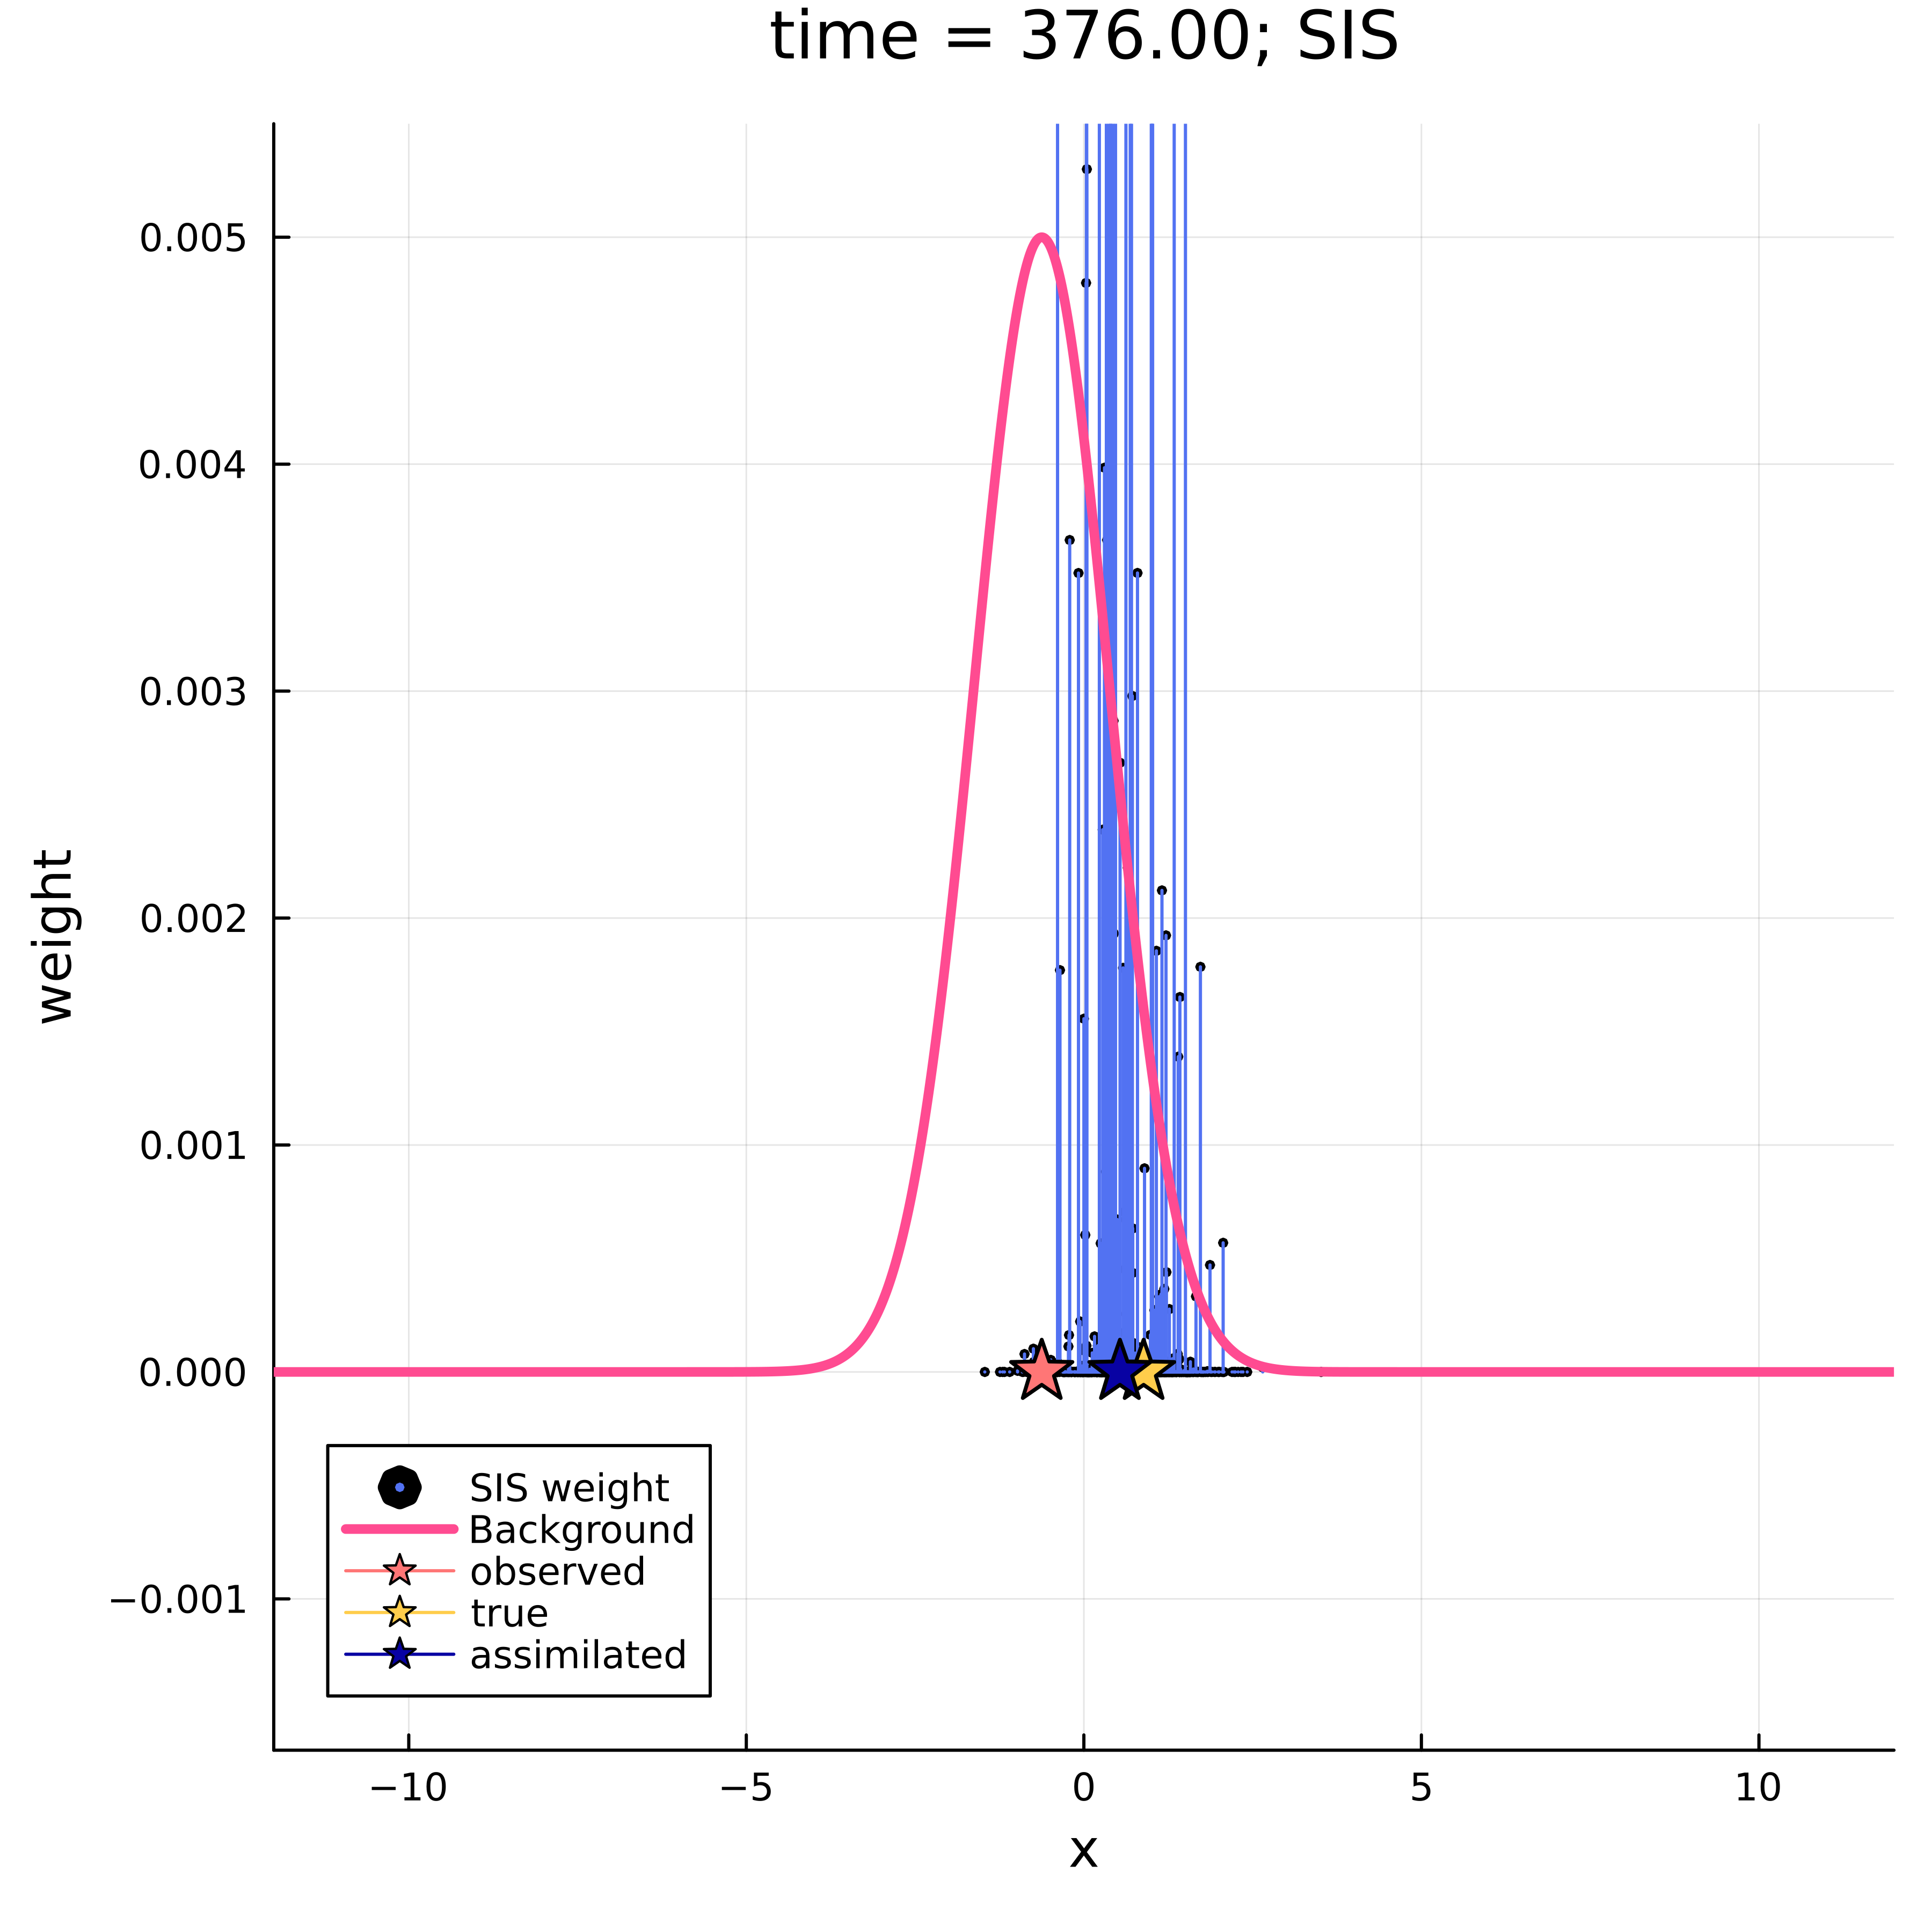 time = 376.00; SIS
weight
0.005
0.004
0.003
0.002
0.001
0.000
−0.001
SIS weight
Background
observed
true
assimilated
−10 −5 0 5 10
x